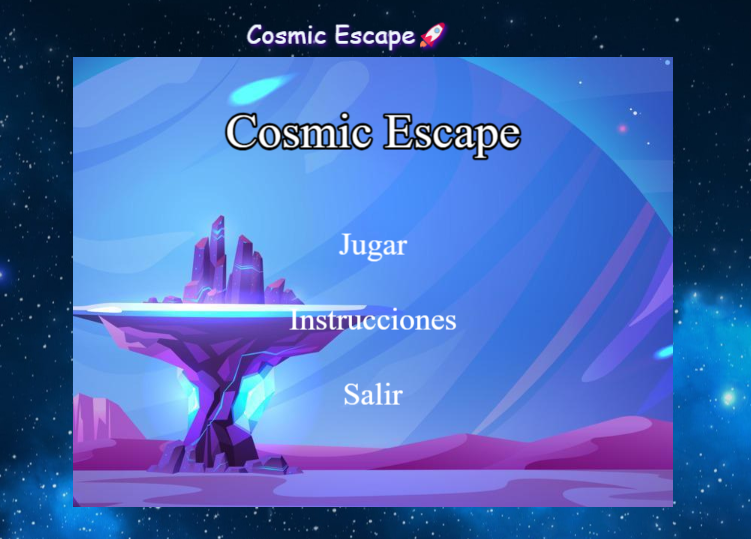 Cosmic Escape🚀
Cosmic Escape
Jugar
Instrucciones
Salir